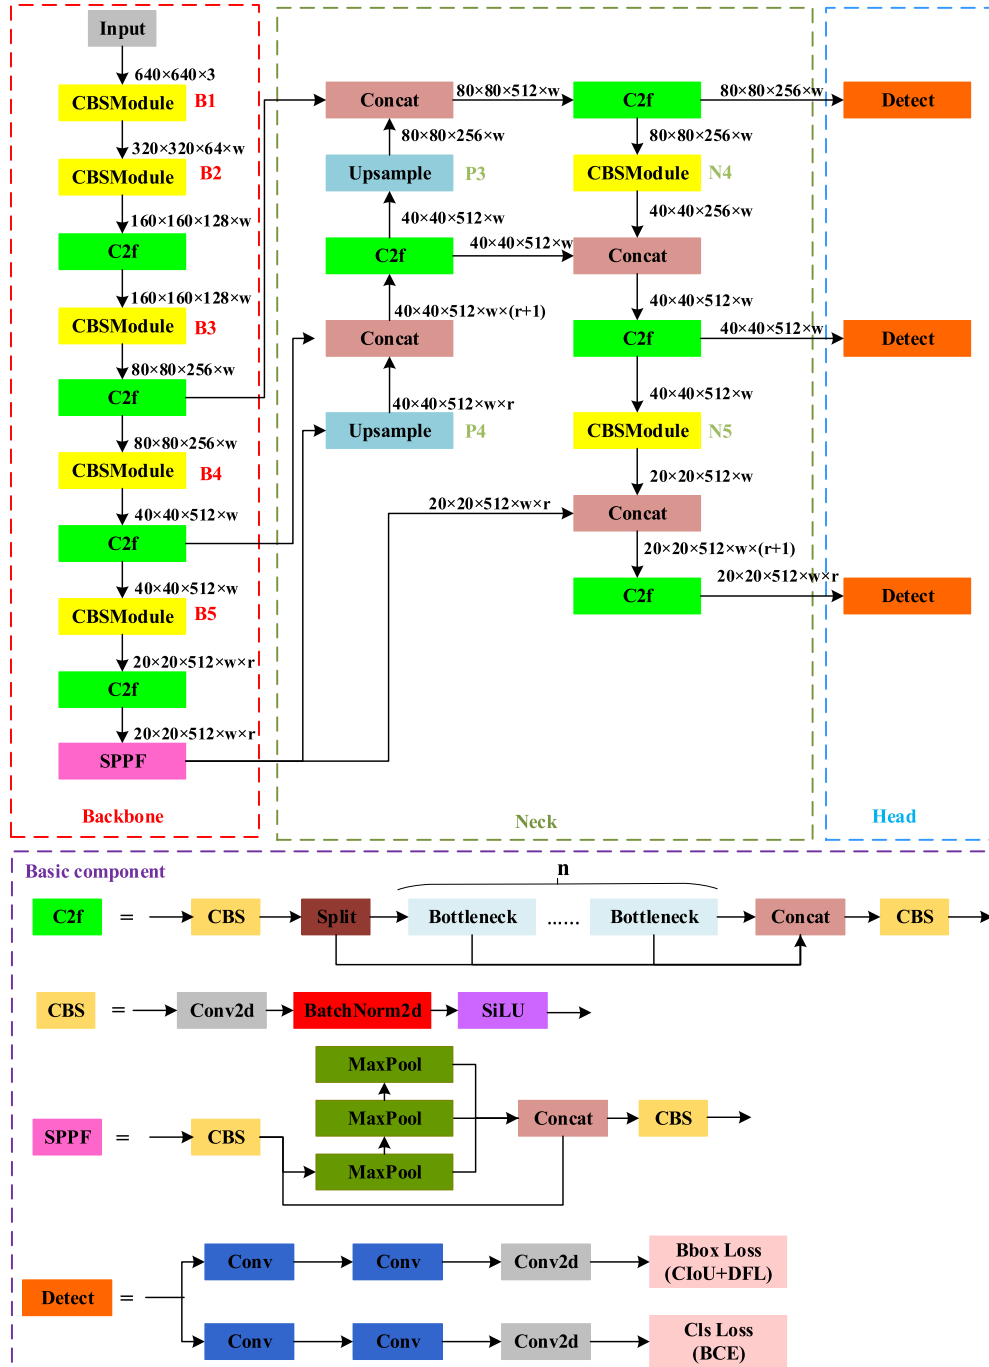 Input
640×640×3
CBSModule B1
320×320×64×w
CBSModule B2
160×160×128×w
C2f
160×160×128×w
CBSModule B3
80×80×256×w
C2f
80×80×256×w
CBSModule B4
40×40×512×w
C2f
40×40×512×w
CBSModule B5
20×20×512×w×r
C2f
20×20×512×w×r
SPPF
Backbone
Concat
80×80×512×w
80×80×256×w
Upsample P3
40×40×512×w
C2f
40×40×512×w
40×40×512×w×(r+1)
Concat
40×40×512×w×r
Upsample P4
20×20×512×w×r
C2f
80×80×256×w
80×80×256×w
CBSModule N4
40×40×256×w
Concat
40×40×512×w
C2f
40×40×512×w
40×40×512×w
CBSModule N5
20×20×512×w
Concat
20×20×512×w×(r+1)
C2f
20×20×512×w×r
Neck
Detect
Detect
Detect
Head
Basic component
n
C2f = CBS Split Bottleneck ...... Bottleneck Concat CBS
CBS = Conv2d BatchNorm2d SiLU
MaxPool
SPPF = CBS MaxPool Concat CBS
MaxPool
Detect =
Conv Conv Conv2d Bbox Loss
(CIoU+DFL)
Conv Conv Conv2d Cls Loss
(BCE)